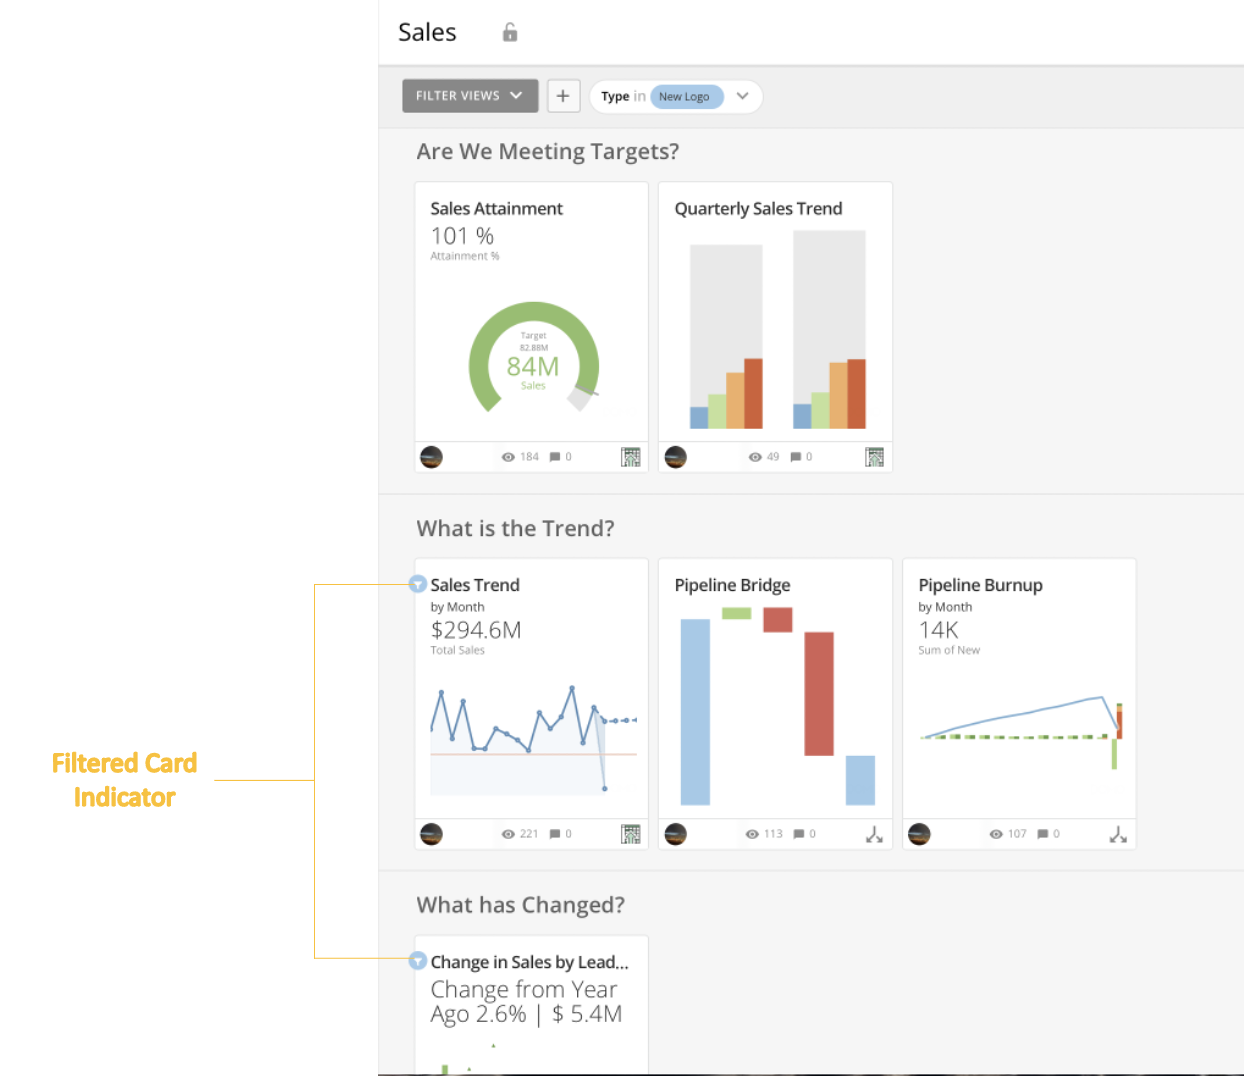 Sales
FILTER VIEWS
+
Type in New Logo
Are We Meeting Targets?
Sales Attainment
101 %
Attainment %
Target
82.88M
84M
Sales
184 0
Quarterly Sales Trend
49 0
What is the Trend?
Sales Trend
by Month
$294.6M
Total Sales
221 0
Pipeline Bridge
113 0
Pipeline Burnup
by Month
14K
Sum of New
107 0
Filtered Card
Indicator
What has Changed?
Change in Sales by Lead...
Change from Year
Ago 2.6% | $ 5.4M